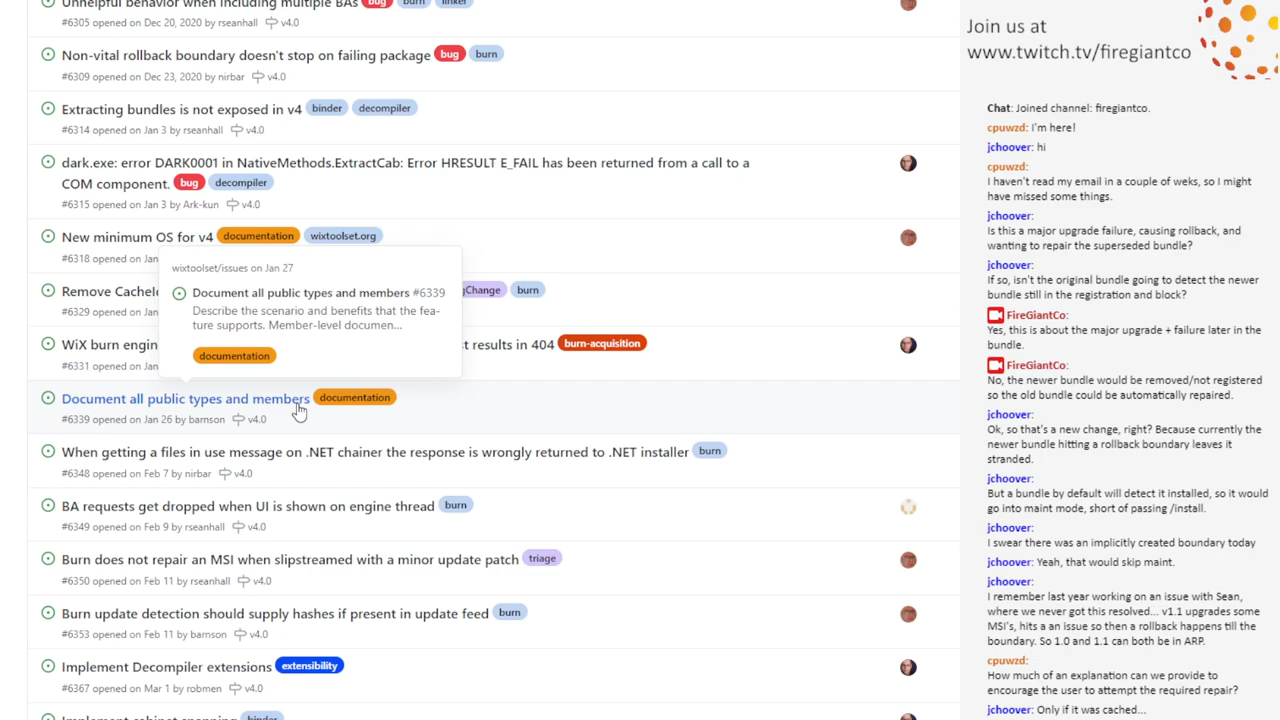 Unhelpful behavior when including multiple BAs bug burn linker
#6305 opened on Dec 20, 2020 by rseanhall v4.0
Non-vital rollback boundary doesn't stop on failing package bug burn
#6309 opened on Dec 23, 2020 by nirbar v4.0
Extracting bundles is not exposed in v4 binder decompiler
#6314 opened on Jan 3 by rseanhall v4.0
dark.exe: error DARK0001 in NativeMethods.ExtractCab: Error HRESULT E_FAIL has been returned from a call to a
COM component. bug decompiler
#6315 opened on Jan 3 by Ark-kun v4.0
New minimum OS for v4 documentation wixtoolset.org
#6318 opened on Jan
wixtoolset/issues on Jan 27
Document all public types and members #6339
Describe the scenario and benefits that the fea-
ture supports. Member-level documen...
documentation
Remove Cache gChange burn
#6329 opened on Jan
WiX burn engin t results in 404 burn-acquisition
#6331 opened on Jan
Document all public types and members documentation
#6339 opened on Jan 26 by barnson v4.0
When getting a files in use message on .NET chainer the response is wrongly returned to .NET installer burn
#6348 opened on Feb 7 by nirbar v4.0
BA requests get dropped when UI is shown on engine thread burn
#6349 opened on Feb 9 by rseanhall v4.0
Burn does not repair an MSI when slipstreamed with a minor update patch triage
#6350 opened on Feb 11 by rseanhall v4.0
Burn update detection should supply hashes if present in update feed burn
#6353 opened on Feb 11 by barnson v4.0
Implement Decompiler extensions extensibility
#6367 opened on Mar 1 by robmen v4.0
Implement cabinet spanning binder
Join us at
www.twitch.tv/firegiantco
Chat: Joined channel: firegiantco.
cpuwzd: I'm here!
jchoover: hi
cpuwzd:
I haven't read my email in a couple of weks, so I might
have missed some things.
jchoover:
Is this a major upgrade failure, causing rollback, and
wanting to repair the superseded bundle?
jchoover:
If so, isn't the original bundle going to detect the newer
bundle still in the registration and block?
FireGiantCo:
Yes, this is about the major upgrade + failure later in the
bundle.
FireGiantCo:
No, the newer bundle would be removed/not registered
so the old bundle could be automatically repaired.
jchoover:
Ok, so that's a new change, right? Because currently the
newer bundle hitting a rollback boundary leaves it
stranded.
jchoover:
But a bundle by default will detect it installed, so it would
go into maint mode, short of passing /install.
jchoover:
I swear there was an implicitly created boundary today
jchoover: Yeah, that would skip maint.
jchoover:
I remember last year working on an issue with Sean,
where we never got this resolved... v1.1 upgrades some
MSI's, hits a an issue so then a rollback happens till the
boundary. So 1.0 and 1.1 can both be in ARP.
cpuwzd:
How much of an explanation can we provide to
encourage the user to attempt the required repair?
jchoover: Only if it was cached...